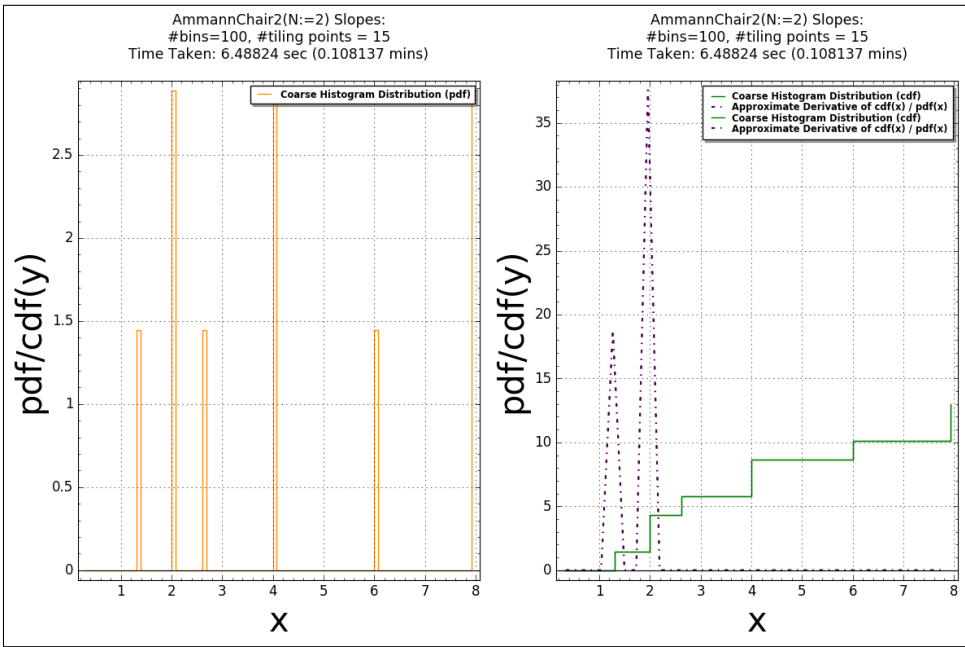 AmmannChair2(N:=2) Slopes:
#bins=100, #tiling points = 15
Time Taken: 6.48824 sec (0.108137 mins)
Coarse Histogram Distribution (pdf)
pdf/cdf(y)
2.5
2
1.5
1
0.5
0
1 2 3 4 5 6 7 8
x
AmmannChair2(N:=2) Slopes:
#bins=100, #tiling points = 15
Time Taken: 6.48824 sec (0.108137 mins)
Coarse Histogram Distribution (cdf)
Approximate Derivative of cdf(x) / pdf(x)
Coarse Histogram Distribution (cdf)
Approximate Derivative of cdf(x) / pdf(x)
pdf/cdf(y)
35
30
25
20
15
10
5
0
1 2 3 4 5 6 7 8
x